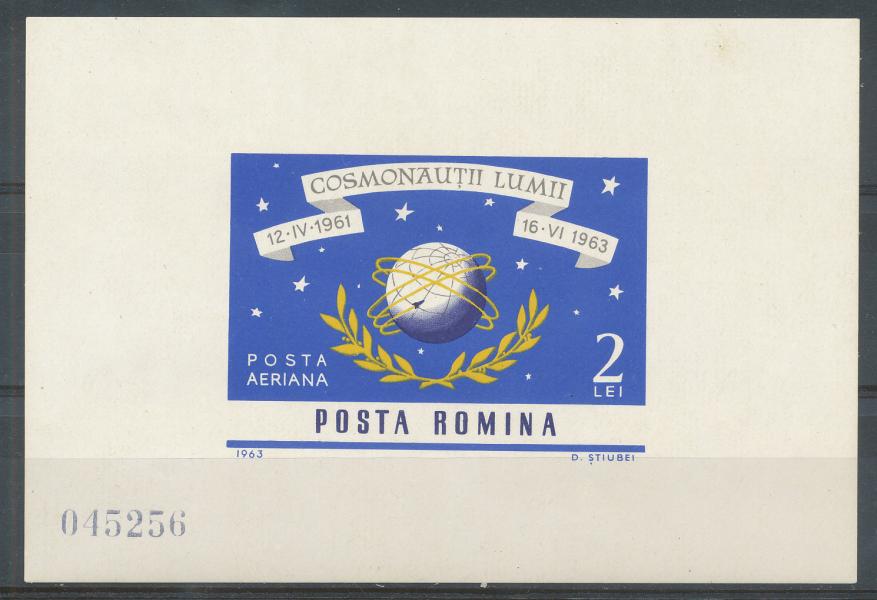 COSMONAUȚII LUMII
12·IV·1961
16·VI 1963
POSTA
AERIANA
2
LEI
POSTA ROMINA
1963
D. ȘTIUBEI
045256